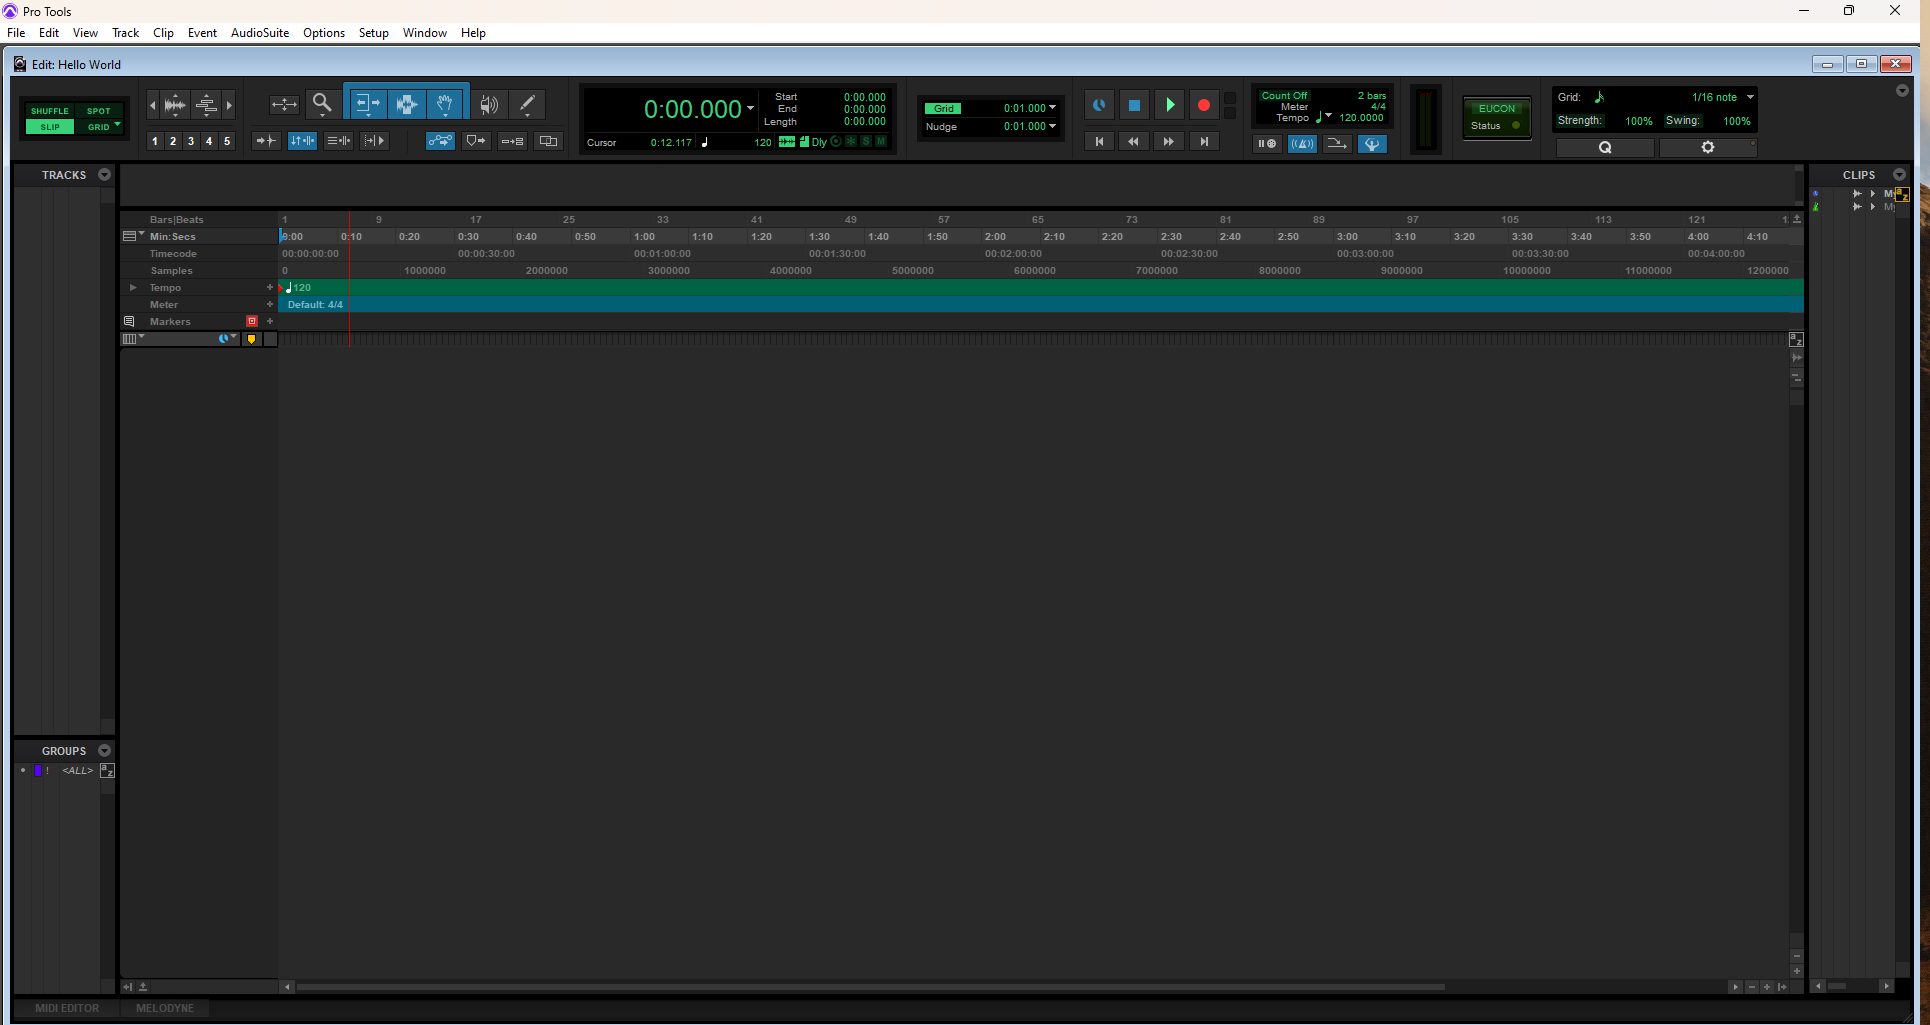 Pro Tools
File Edit View Track Clip Event AudioSuite Options Setup Window Help
Edit: Hello World
SHUFFLE SPOT
SLIP GRID
1 2 3 4 5
0:00.000
Start 0:00.000
End 0:00.000
Length 0:00.000
Cursor 0:12.117 120 Dly S M
Grid 0:01.000
Nudge 0:01.000
Count Off 2 bars
Meter 4/4
Tempo 120.0000
EUCON
Status
Grid: 1/16 note
Strength: 100% Swing: 100%
Q
TRACKS
CLIPS
a z
Bars|Beats 1 9 17 25 33 41 49 57 65 73 81 89 97 105 113 121
Min:Secs 0:00 0:10 0:20 0:30 0:40 0:50 1:00 1:10 1:20 1:30 1:40 1:50 2:00 2:10 2:20 2:30 2:40 2:50 3:00 3:10 3:20 3:30 3:40 3:50 4:00 4:10
Timecode 00:00:00:00 00:00:30:00 00:01:00:00 00:01:30:00 00:02:00:00 00:02:30:00 00:03:00:00 00:03:30:00 00:04:00:00
Samples 0 1000000 2000000 3000000 4000000 5000000 6000000 7000000 8000000 9000000 10000000 11000000 1200000
Tempo 120
Meter Default: 4/4
Markers
a z
GROUPS
! <ALL> a z
MIDI EDITOR MELODYNE